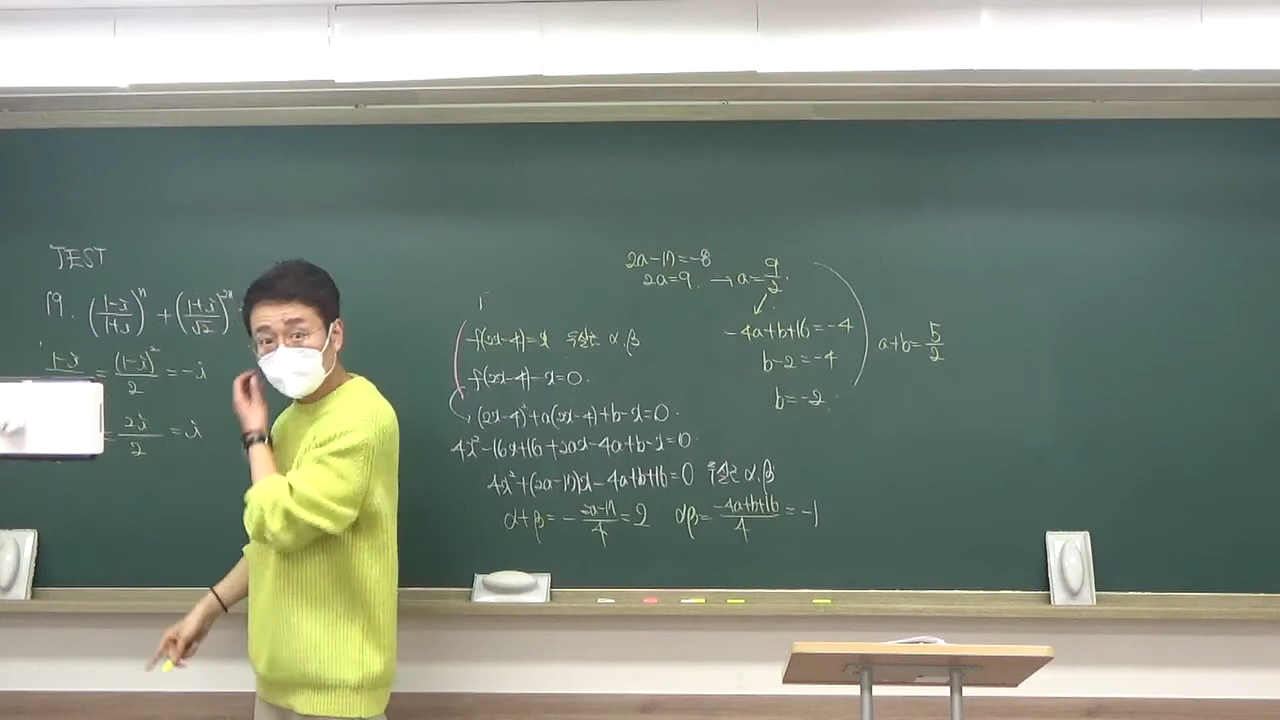 TEST
19. ((1-i)/(1+i))^n + ((1+i)/√2)^2n
1-i = (1-i)²/2 = -i
= 2i/2 = i
f(2x-4)=x 두실근 α, β
f(2x-4)-x=0.
(2x-4)²+a(2x-4)+b-x=0.
4x²-16x+16+2ax-4a+b-x=0.
4x²+(2a-17)x-4a+b+16=0 두실근 α, β
α+β=-(2a-17)/4=2 αβ=(-4a+b+16)/4=-1
2a-17=-8
2a=9. → a=9/2.
-4a+b+16=-4
b-2=-4
b=-2.
a+b=5/2